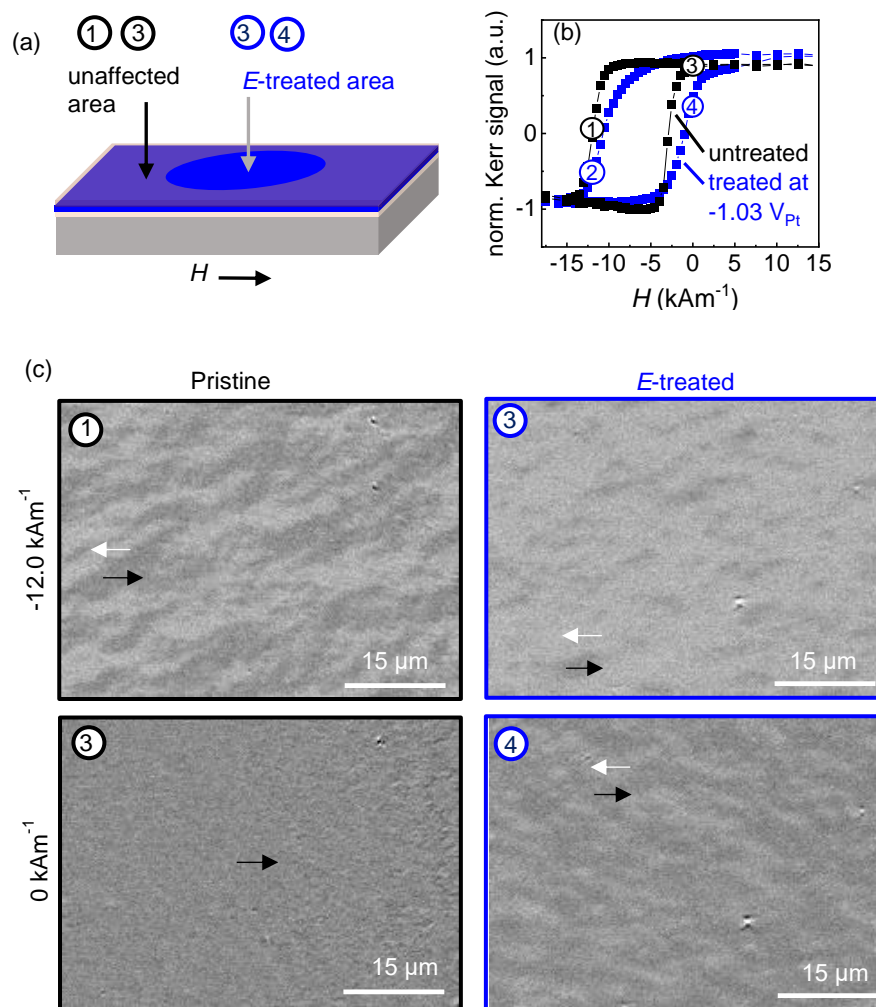 (a)
① ③
③ ④
unaffected
area
E-treated area
H
(b)
norm. Kerr signal (a.u.)
1
0
-1
①
②
③
④
untreated
treated at
-1.03 V_Pt
-15 -10 -5 0 5 10 15
H (kAm⁻¹)
(c)
Pristine
E-treated
-12.0 kAm⁻¹
①
15 µm
③
15 µm
0 kAm⁻¹
③
15 µm
④
15 µm